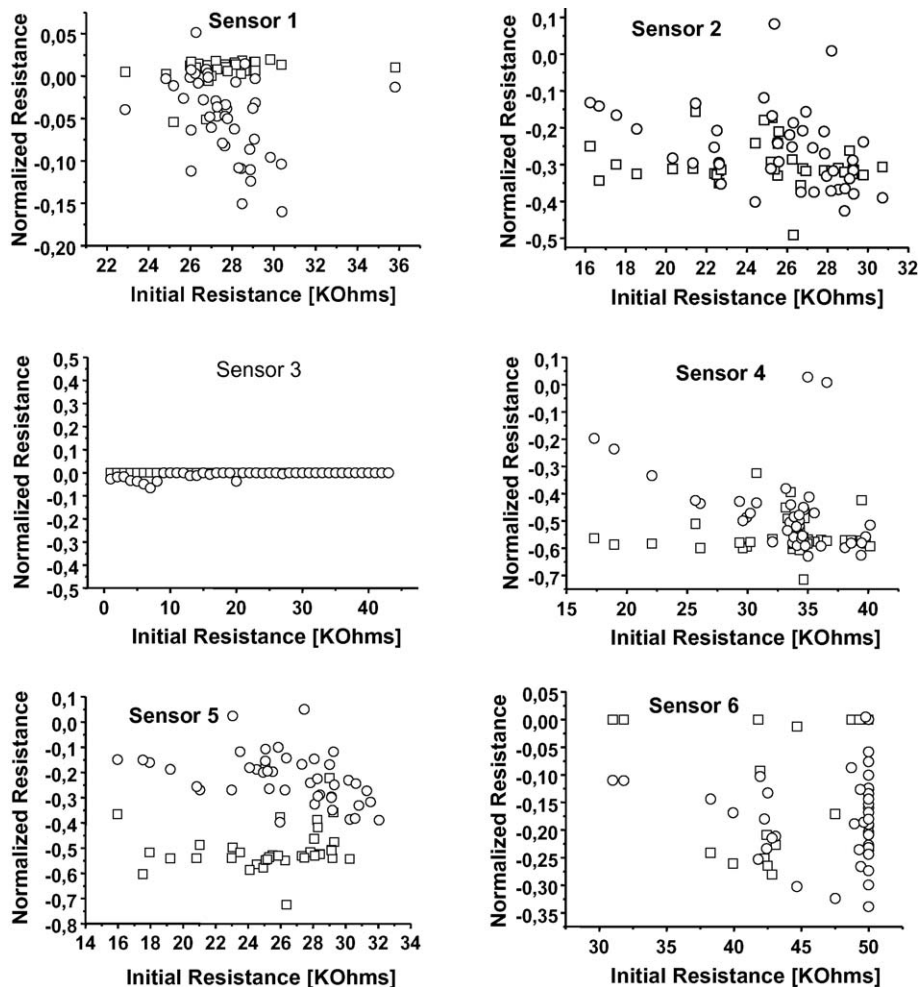 Sensor 1
Normalized Resistance
0,05
0,00
-0,05
-0,10
-0,15
-0,20
22 24 26 28 30 32 34 36
Initial Resistance [KOhms]
Sensor 2
Normalized Resistance
0,1
0,0
-0,1
-0,2
-0,3
-0,4
-0,5
16 18 20 22 24 26 28 30 32
Initial Resistance [KOhms]
Sensor 3
Normalized Resistance
0,5
0,4
0,3
0,2
0,1
0,0
-0,1
-0,2
-0,3
-0,4
-0,5
0 10 20 30 40
Initial Resistance [KOhms]
Sensor 4
Normalized Resistance
0,1
0,0
-0,1
-0,2
-0,3
-0,4
-0,5
-0,6
-0,7
15 20 25 30 35 40
Initial Resistance [KOhms]
Sensor 5
Normalized Resistance
0,1
0,0
-0,1
-0,2
-0,3
-0,4
-0,5
-0,6
-0,7
-0,8
14 16 18 20 22 24 26 28 30 32 34
Initial Resistance [KOhms]
Sensor 6
Normalized Resistance
0,05
0,00
-0,05
-0,10
-0,15
-0,20
-0,25
-0,30
-0,35
30 35 40 45 50
Initial Resistance [KOhms]